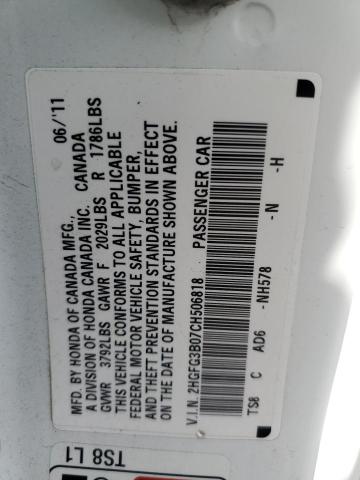 MFD. BY HONDA OF CANADA MFG., 06/'11
A DIVISION OF HONDA CANADA INC. CANADA
GVWR 3792LBS GAWR F 2029LBS R 1786LBS
THIS VEHICLE CONFORMS TO ALL APPLICABLE
FEDERAL MOTOR VEHICLE SAFETY, BUMPER,
AND THEFT PREVENTION STANDARDS IN EFFECT
ON THE DATE OF MANUFACTURE SHOWN ABOVE.
V.I.N. 2HGFG3B07CH506818 PASSENGER CAR
TS8 C AD6 -NH578 -N -H
TS8 L1